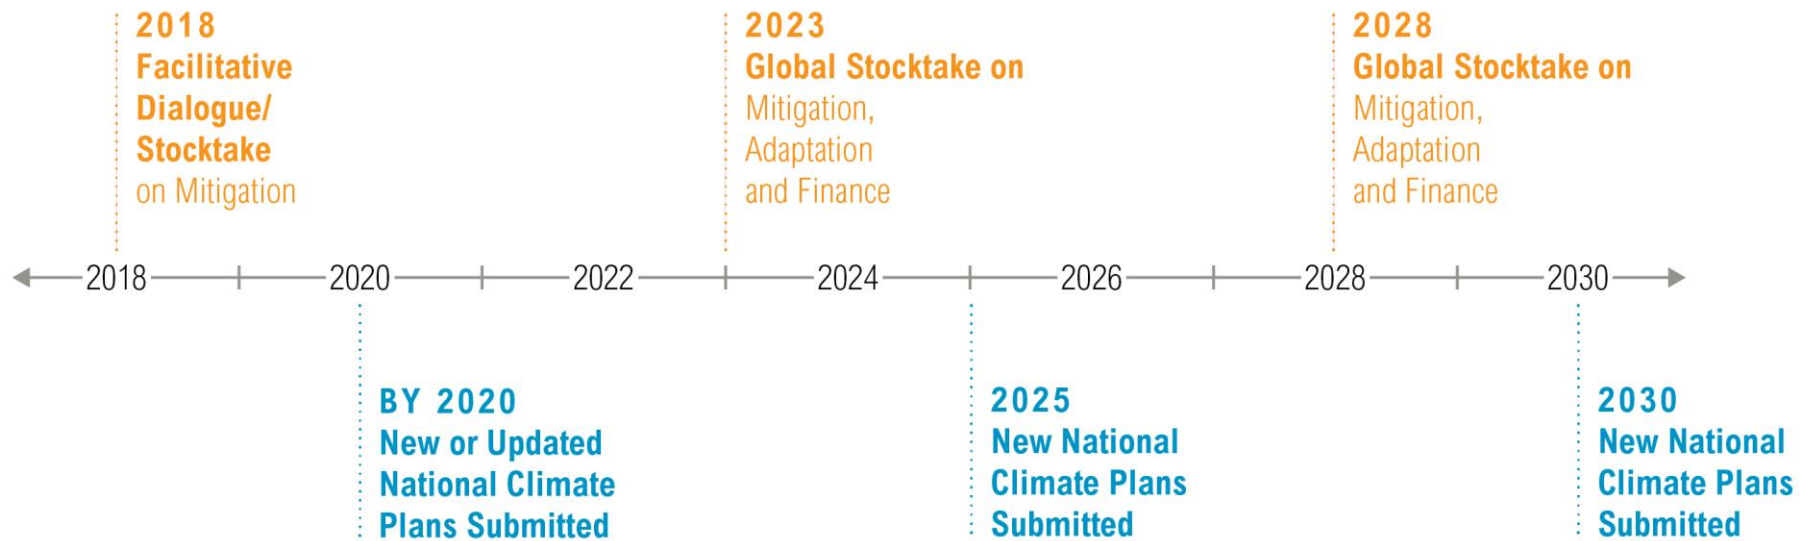 2018
Facilitative
Dialogue/
Stocktake
on Mitigation
2023
Global Stocktake on
Mitigation,
Adaptation
and Finance
2028
Global Stocktake on
Mitigation,
Adaptation
and Finance
2018 2020 2022 2024 2026 2028 2030
BY 2020
New or Updated
National Climate
Plans Submitted
2025
New National
Climate Plans
Submitted
2030
New National
Climate Plans
Submitted